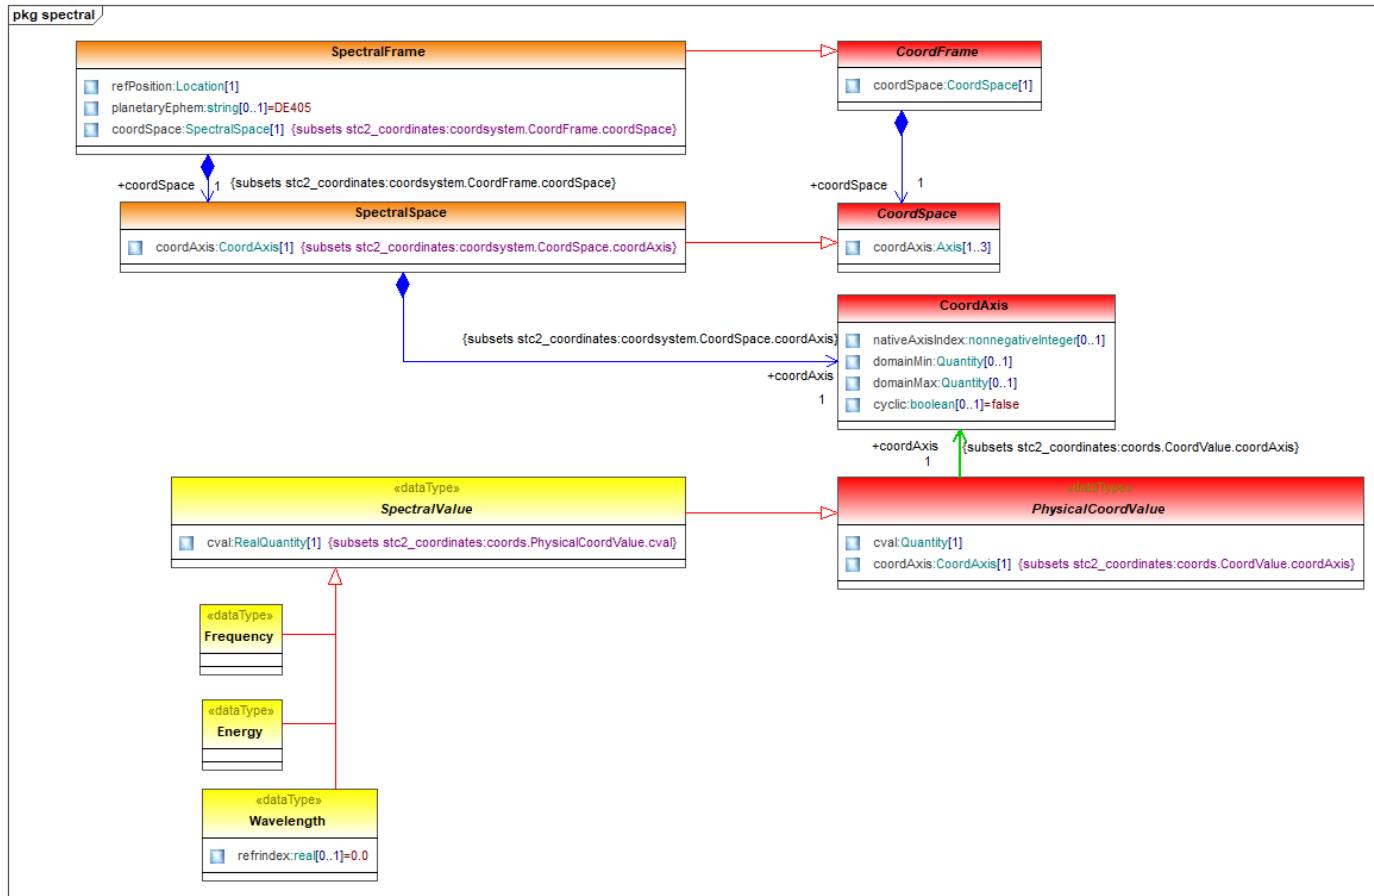 pkg spectral
SpectralFrame
refPosition:Location[1]
planetaryEphem:string[0..1]=DE405
coordSpace:SpectralSpace[1] {subsets stc2_coordinates:coordsystem.CoordFrame.coordSpace}
CoordFrame
coordSpace:CoordSpace[1]
+coordSpace 1 {subsets stc2_coordinates:coordsystem.CoordFrame.coordSpace}
+coordSpace 1
SpectralSpace
coordAxis:CoordAxis[1] {subsets stc2_coordinates:coordsystem.CoordSpace.coordAxis}
CoordSpace
coordAxis:Axis[1..3]
{subsets stc2_coordinates:coordsystem.CoordSpace.coordAxis}
+coordAxis
1
CoordAxis
nativeAxisIndex:nonnegativeInteger[0..1]
domainMin:Quantity[0..1]
domainMax:Quantity[0..1]
cyclic:boolean[0..1]=false
+coordAxis {subsets stc2_coordinates:coords.CoordValue.coordAxis}
1
«dataType»
SpectralValue
cval:RealQuantity[1] {subsets stc2_coordinates:coords.PhysicalCoordValue.cval}
«dataType»
PhysicalCoordValue
cval:Quantity[1]
coordAxis:CoordAxis[1] {subsets stc2_coordinates:coords.CoordValue.coordAxis}
«dataType»
Frequency
«dataType»
Energy
«dataType»
Wavelength
refrindex:real[0..1]=0.0